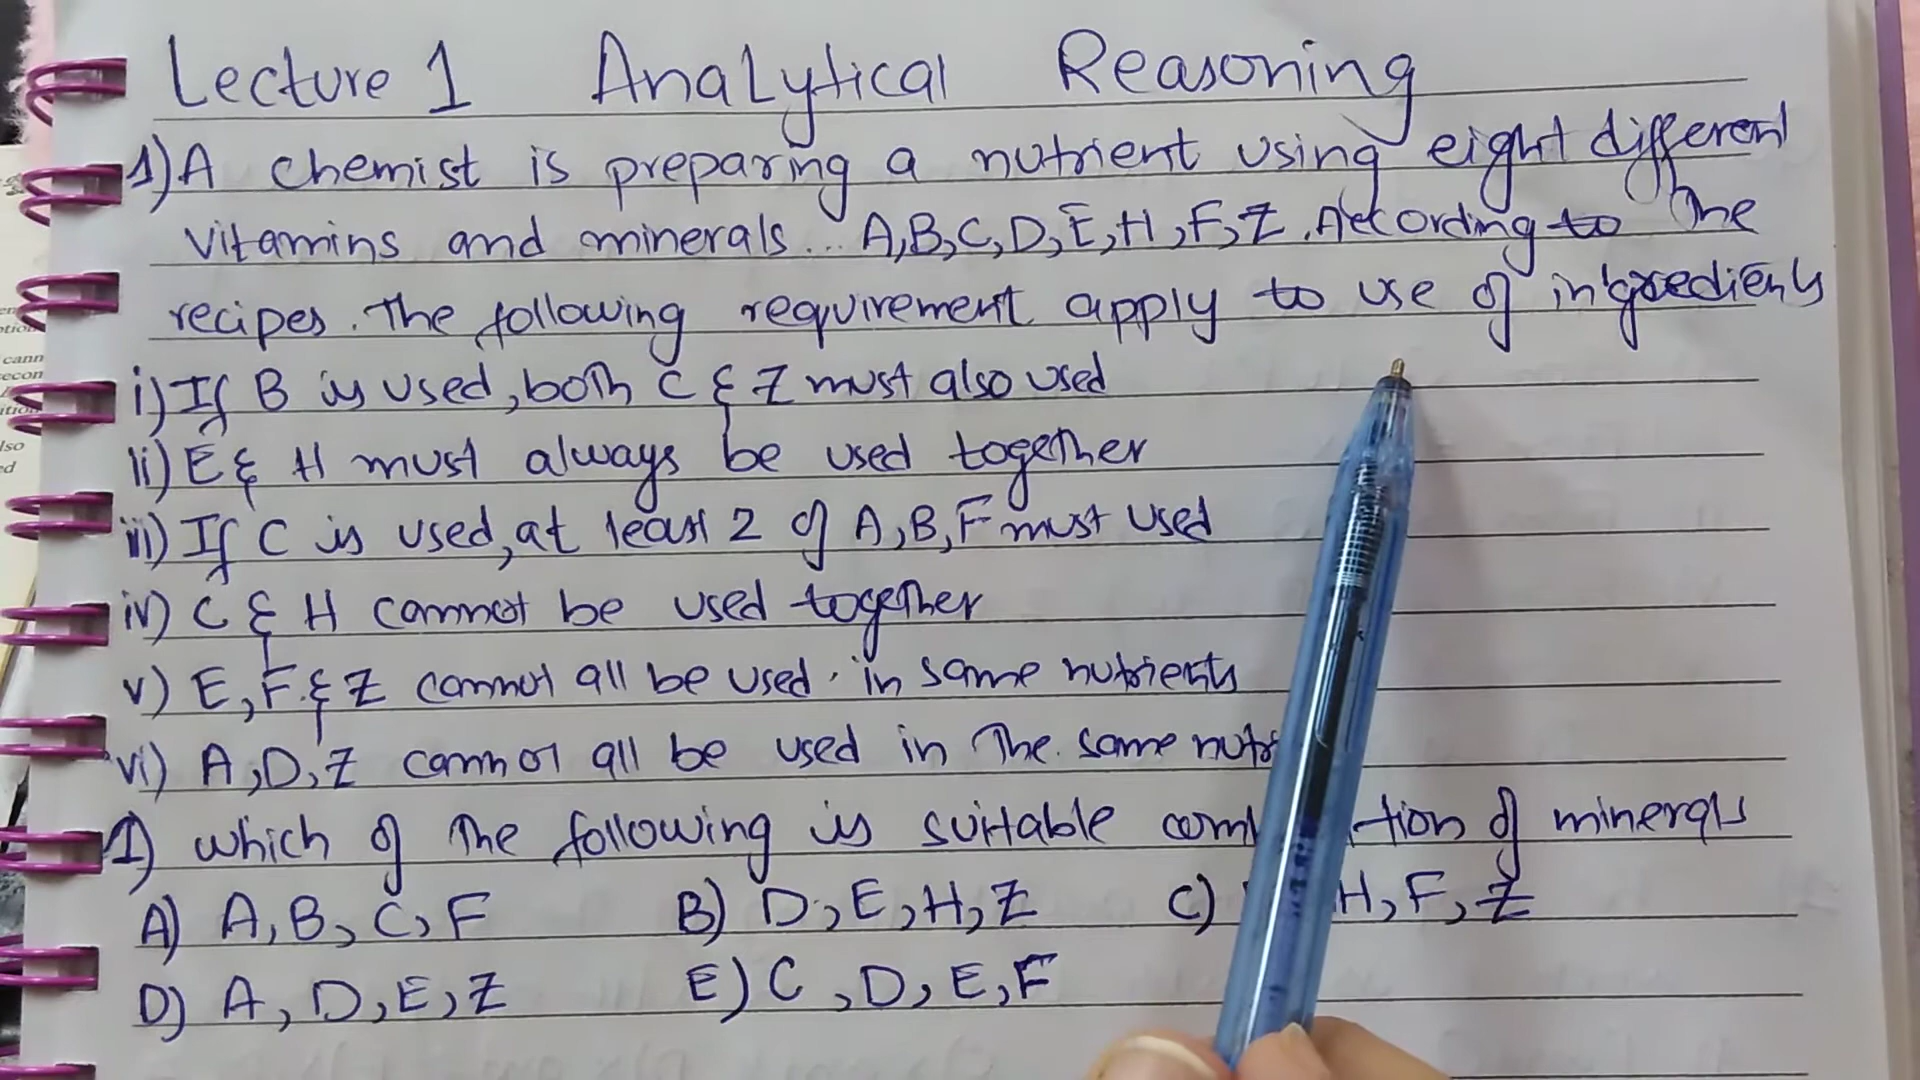 Lecture 1 Analytical Reasoning
1) A chemist is preparing a nutrient using eight different
vitamins and minerals... A,B,C,D,E,H,F,Z. According to the
recipes. The following requirement apply to use of ingredients
i) If B is used, both C & Z must also used
ii) E & H must always be used together
iii) If C is used, at least 2 of A,B,F must used
iv) C & H cannot be used together
v) E,F & Z cannot all be used in same nutrients
vi) A,D,Z cannot all be used in the same
I) which of the following is suitable of minerals
A) A,B,C,F B) D,E,H,Z C) H,F,Z
D) A,D,E,Z E) C,D,E,F